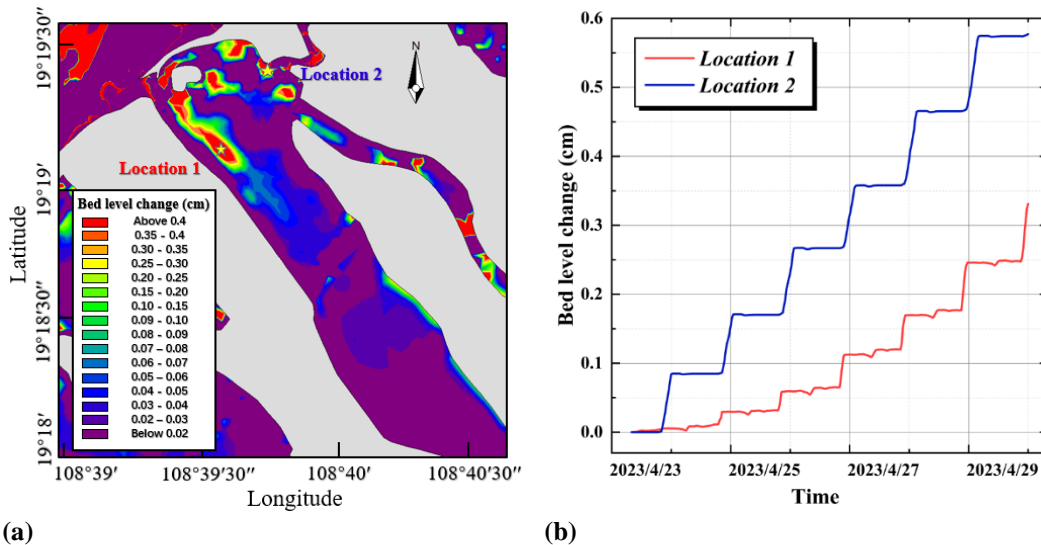 19°19'30"
19°19'
19°18'30"
19°18'
Latitude
N
Location 2
Location 1
Bed level change (cm)
Above 0.4
0.35 - 0.4
0.30 - 0.35
0.25 - 0.30
0.20 - 0.25
0.15 - 0.20
0.10 - 0.15
0.09 - 0.10
0.08 - 0.09
0.07 - 0.08
0.06 - 0.07
0.05 - 0.06
0.04 - 0.05
0.03 - 0.04
0.02 – 0.03
Below 0.02
108°39' 108°39'30" 108°40' 108°40'30"
Longitude
(a)
Bed level change (cm)
0.6
0.5
0.4
0.3
0.2
0.1
0.0
Location 1
Location 2
2023/4/23 2023/4/25 2023/4/27 2023/4/29
Time
(b)